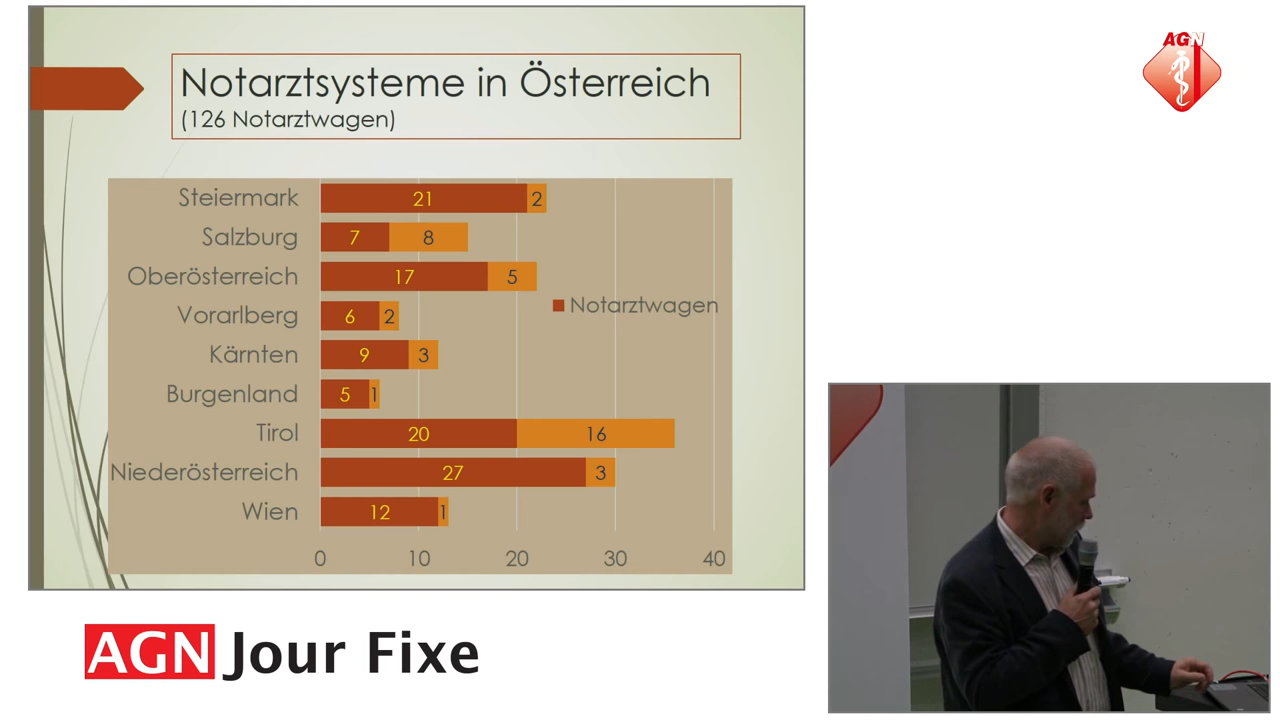 AGN
Notarztsysteme in Österreich
(126 Notarztwagen)
Steiermark 21 2
Salzburg 7 8
Oberösterreich 17 5
Notarztwagen
Vorarlberg 6 2
Kärnten 9 3
Burgenland 5 1
Tirol 20 16
Niederösterreich 27 3
Wien 12 1
0 10 20 30 40
AGN Jour Fixe